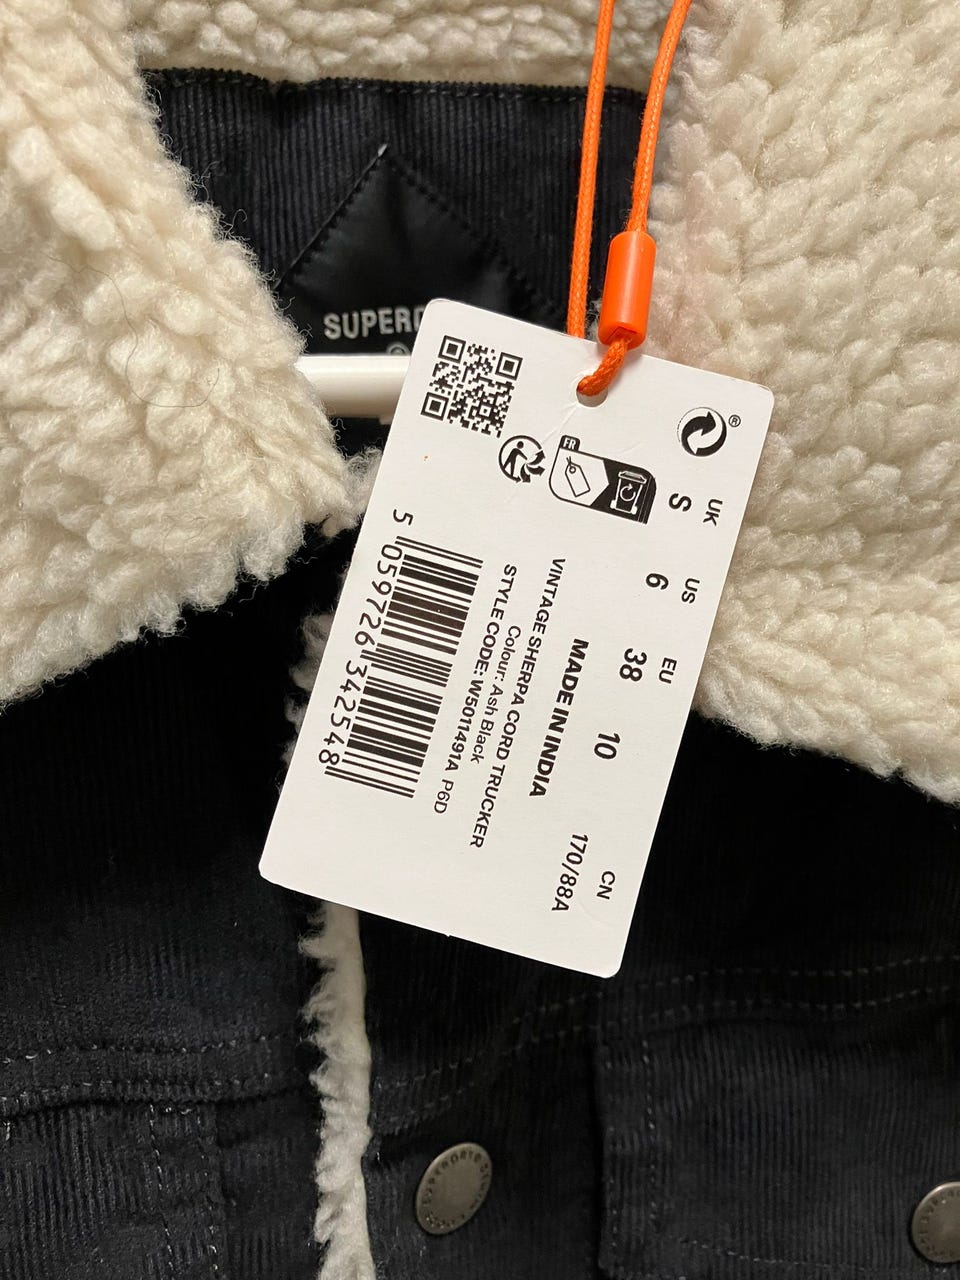 SUPER
®
FR
UK
S
US
6
EU
38
10
CN
170/88A
MADE IN INDIA
VINTAGE SHERPA CORD TRUCKER
Colour: Ash Black
STYLE CODE: W5011491A P6D
5 059726 342548